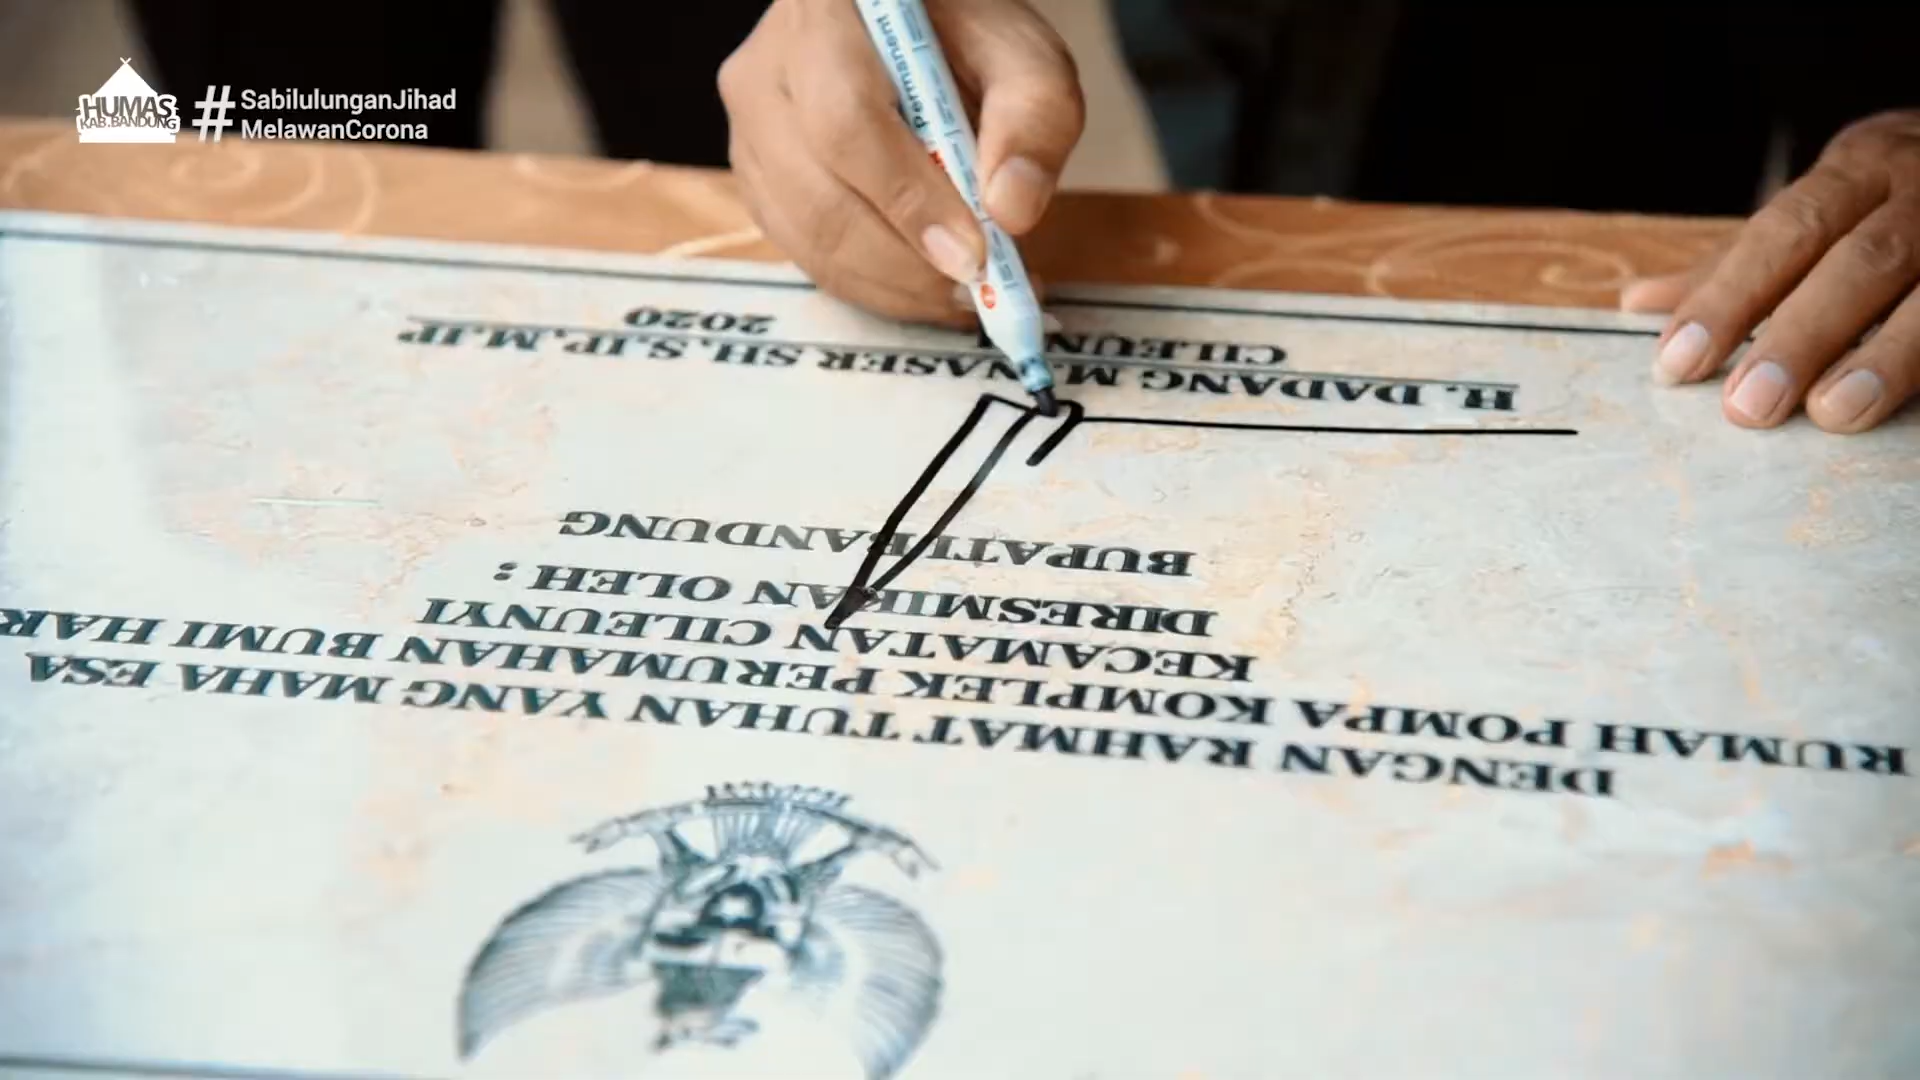 HUMAS
KAB.BANDUNG
#SabilulunganJihad
MelawanCorona
Permanent
DENGAN RAHMAT TUHAN YANG MAHA ESA
RUMAH POMPA KOMPLEK PERUMAHAN BUMI HAR
KECAMATAN CILEUNYI
DIRESMIKAN OLEH :
BUPATI BANDUNG
H. DADANG M. NASER SH,S.IP,M.IP
CILEUN 2020